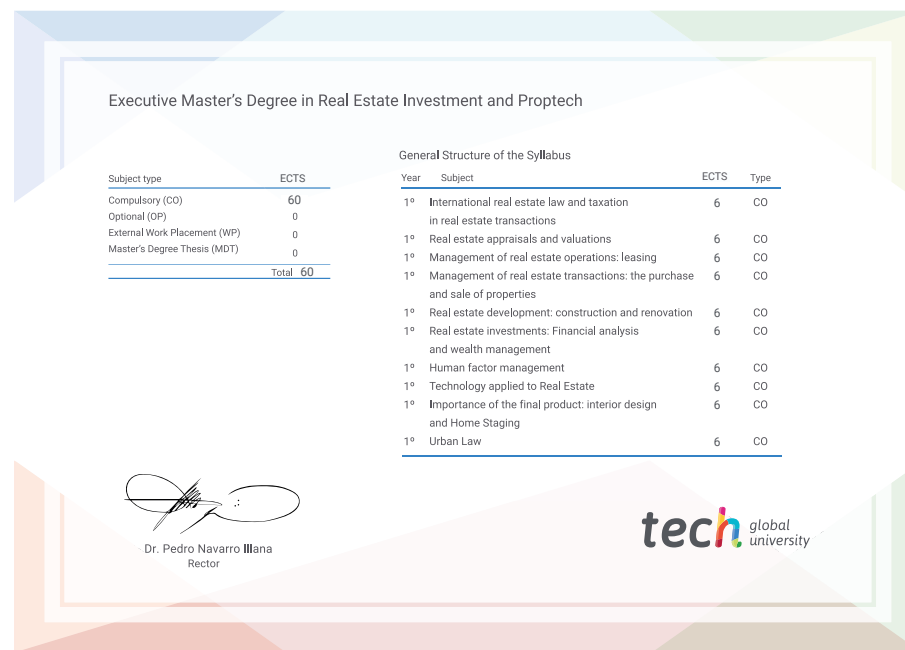 Executive Master's Degree in Real Estate Investment and Proptech
General Structure of the Syllabus
Subject type ECTS
Compulsory (CO) 60
Optional (OP) 0
External Work Placement (WP) 0
Master's Degree Thesis (MDT) 0
Total 60
Year Subject ECTS Type
1º International real estate law and taxation 6 CO
in real estate transactions
1º Real estate appraisals and valuations 6 CO
1º Management of real estate operations: leasing 6 CO
1º Management of real estate transactions: the purchase 6 CO
and sale of properties
1º Real estate development: construction and renovation 6 CO
1º Real estate investments: Financial analysis 6 CO
and wealth management
1º Human factor management 6 CO
1º Technology applied to Real Estate 6 CO
1º Importance of the final product: interior design 6 CO
and Home Staging
1º Urban Law 6 CO
Dr. Pedro Navarro Illana
Rector
tech global
university